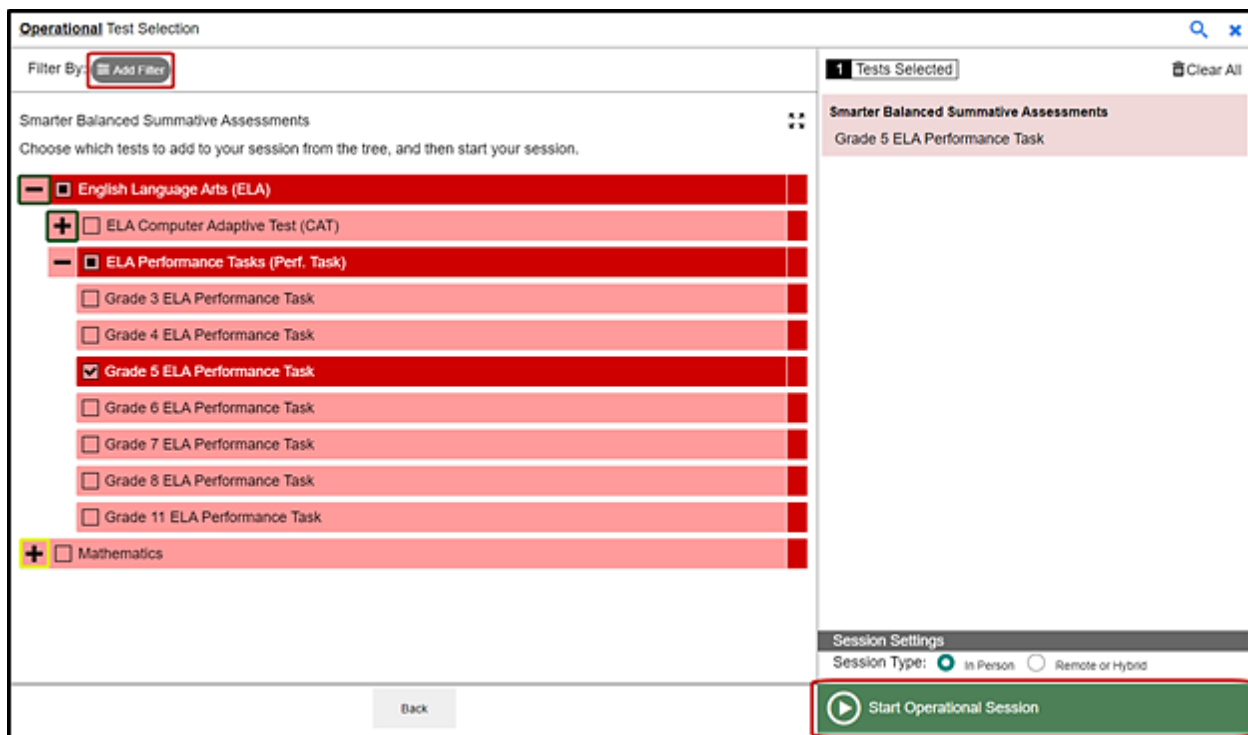 Operational Test Selection
Filter By: Add Filter
Smarter Balanced Summative Assessments
Choose which tests to add to your session from the tree, and then start your session.
English Language Arts (ELA)
ELA Computer Adaptive Test (CAT)
ELA Performance Tasks (Perf. Task)
Grade 3 ELA Performance Task
Grade 4 ELA Performance Task
Grade 5 ELA Performance Task
Grade 6 ELA Performance Task
Grade 7 ELA Performance Task
Grade 8 ELA Performance Task
Grade 11 ELA Performance Task
Mathematics
Back
1 Tests Selected
Clear All
Smarter Balanced Summative Assessments
Grade 5 ELA Performance Task
Session Settings
Session Type: In Person Remote or Hybrid
Start Operational Session